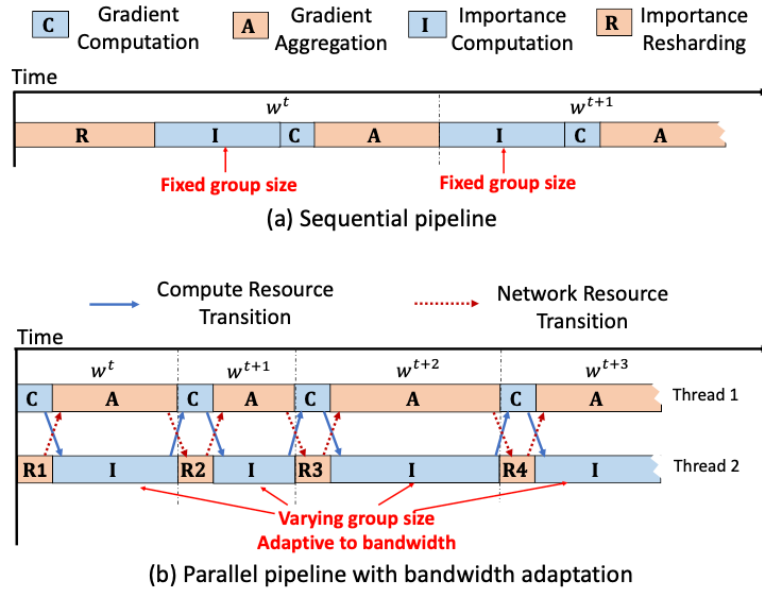 C Gradient Computation
A Gradient Aggregation
I Importance Computation
R Importance Resharding
Time
w^t w^{t+1}
R I C A I C A
Fixed group size Fixed group size
(a) Sequential pipeline
Compute Resource Transition
Network Resource Transition
Time
w^t w^{t+1} w^{t+2} w^{t+3}
C A C A C A C A Thread 1
R1 I R2 I R3 I R4 I Thread 2
Varying group size
Adaptive to bandwidth
(b) Parallel pipeline with bandwidth adaptation